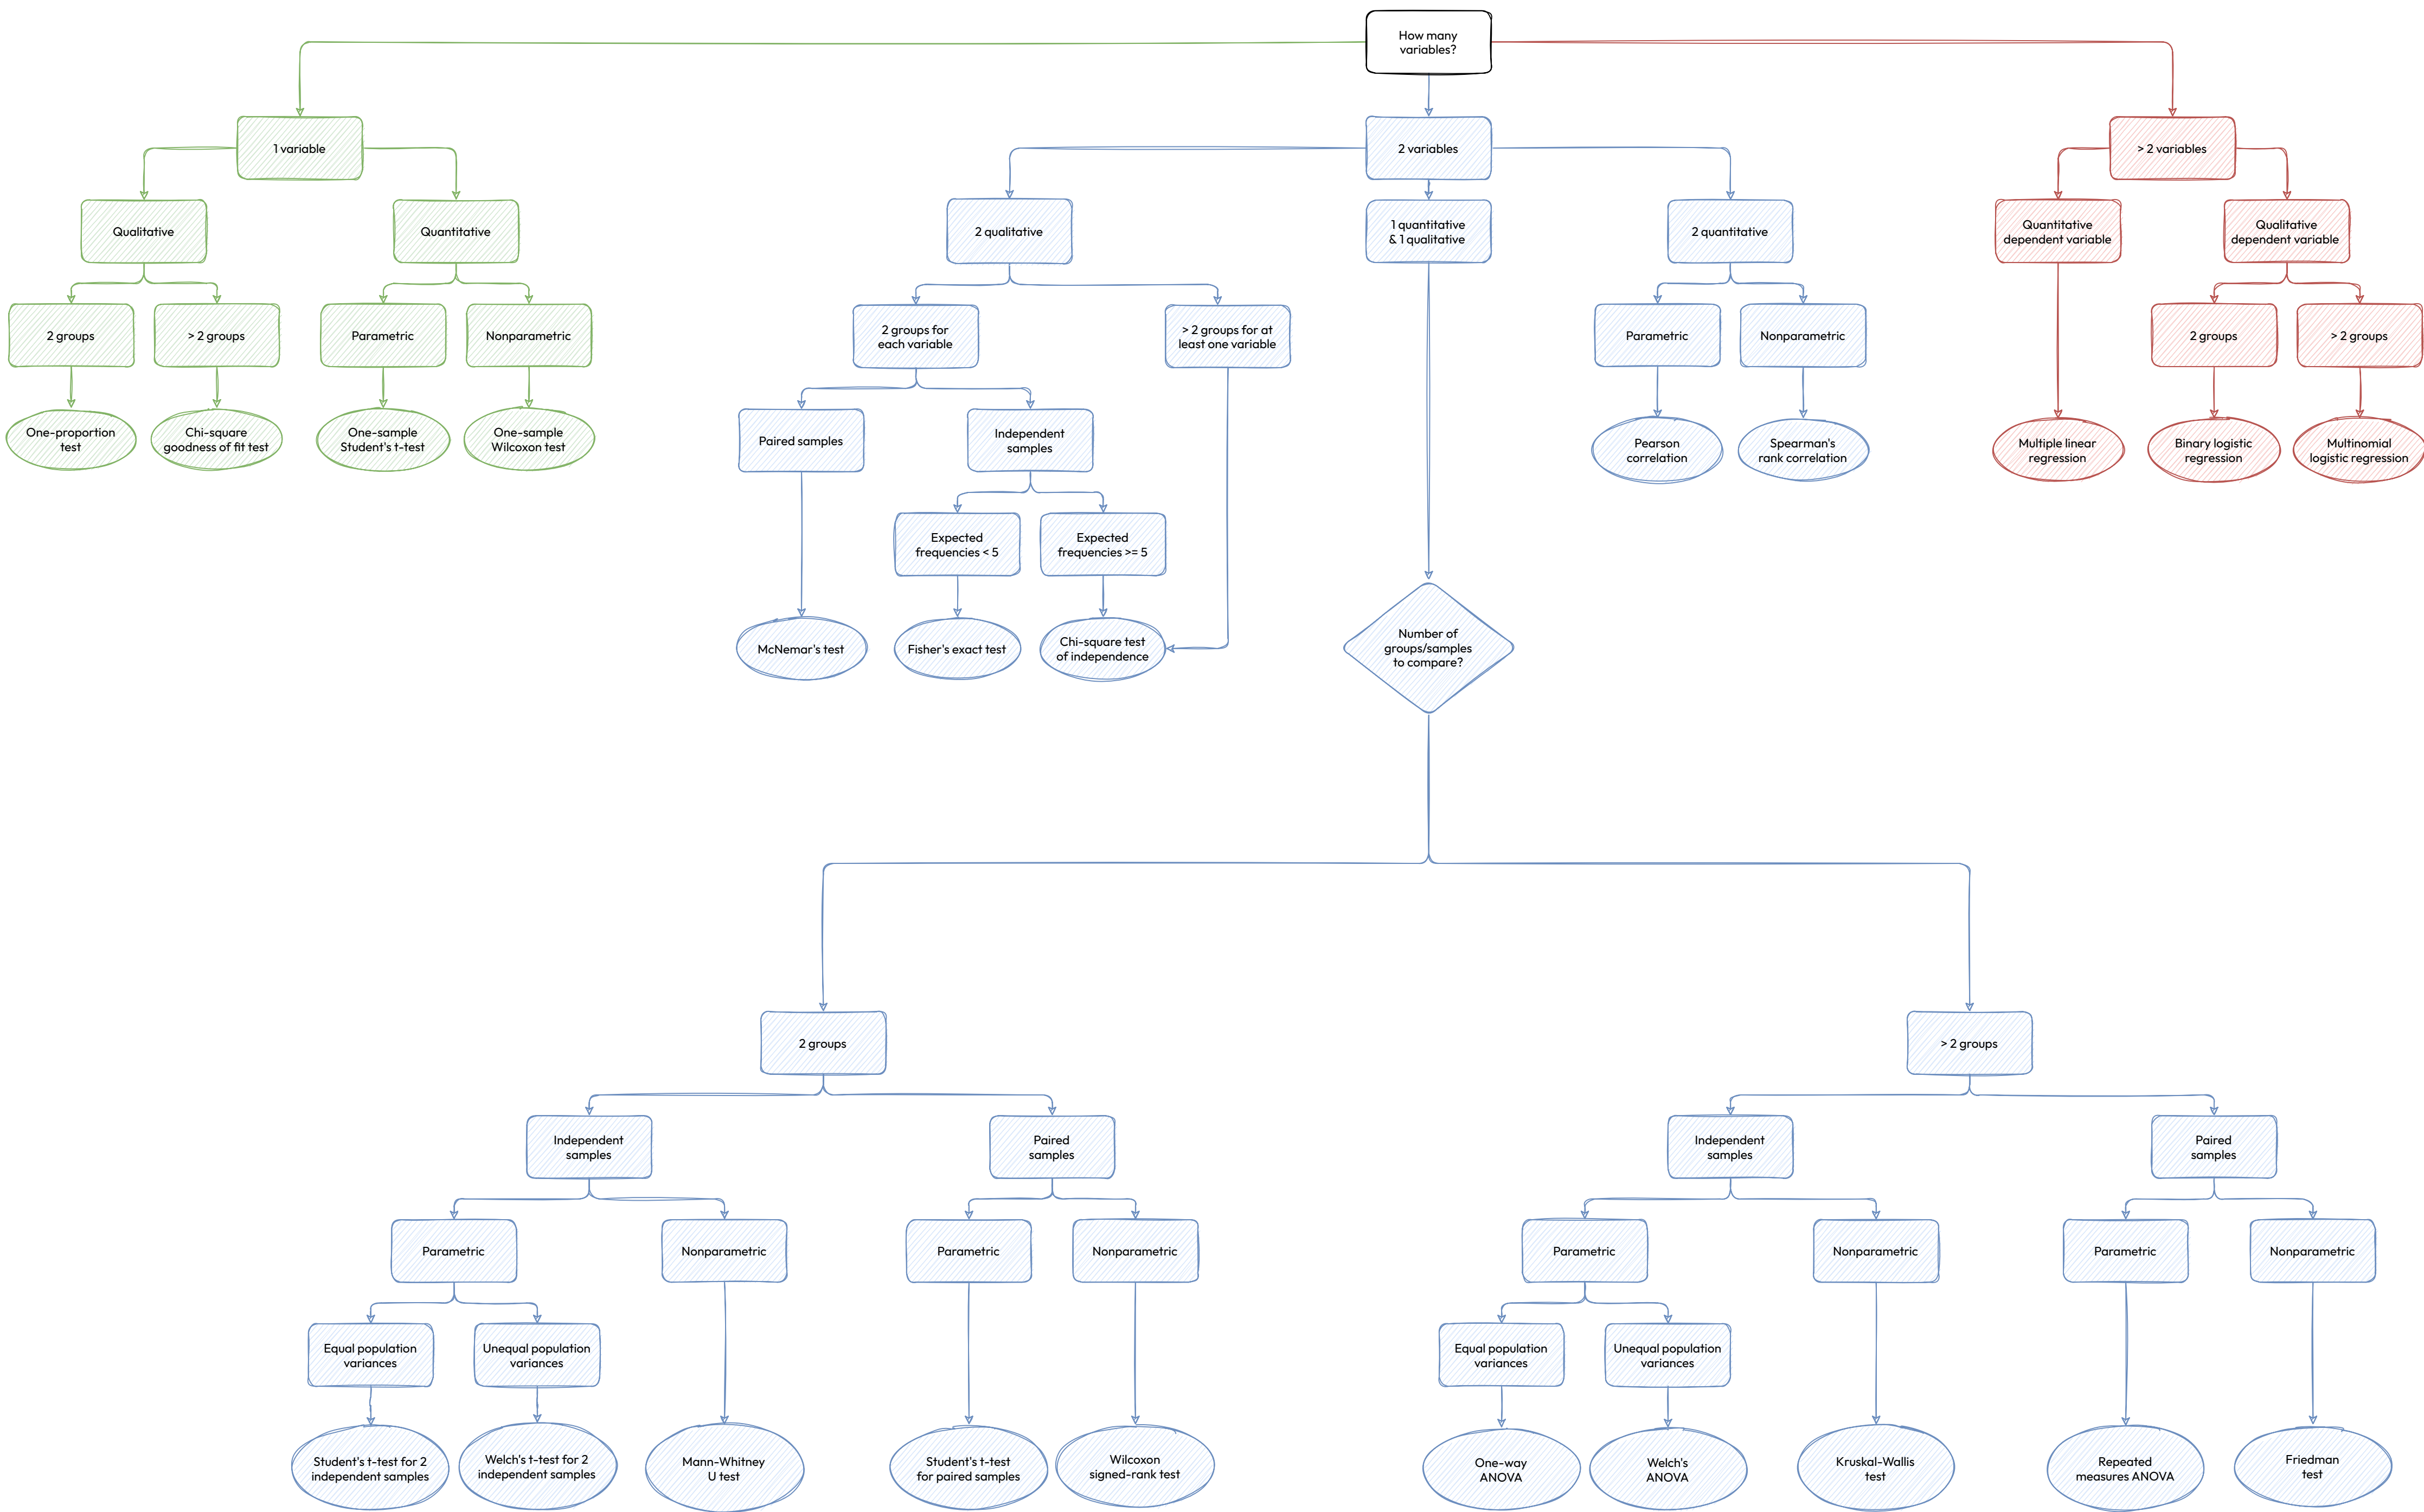 How many
variables?
1 variable
2 variables
> 2 variables
Qualitative
Quantitative
2 qualitative
1 quantitative
& 1 qualitative
2 quantitative
Quantitative
dependent variable
Qualitative
dependent variable
2 groups
> 2 groups
Parametric
Nonparametric
2 groups for
each variable
> 2 groups for at
least one variable
Parametric
Nonparametric
2 groups
> 2 groups
One-proportion
test
Chi-square
goodness of fit test
One-sample
Student's t-test
One-sample
Wilcoxon test
Paired samples
Independent
samples
Pearson
correlation
Spearman's
rank correlation
Multiple linear
regression
Binary logistic
regression
Multinomial
logistic regression
Expected
frequencies < 5
Expected
frequencies >= 5
McNemar's test
Fisher's exact test
Chi-square test
of independence
Number of
groups/samples
to compare?
2 groups
> 2 groups
Independent
samples
Paired
samples
Independent
samples
Paired
samples
Parametric
Nonparametric
Parametric
Nonparametric
Parametric
Nonparametric
Parametric
Nonparametric
Equal population
variances
Unequal population
variances
Equal population
variances
Unequal population
variances
Student's t-test for 2
independent samples
Welch's t-test for 2
independent samples
Mann-Whitney
U test
Student's t-test
for paired samples
Wilcoxon
signed-rank test
One-way
ANOVA
Welch's
ANOVA
Kruskal-Wallis
test
Repeated
measures ANOVA
Friedman
test